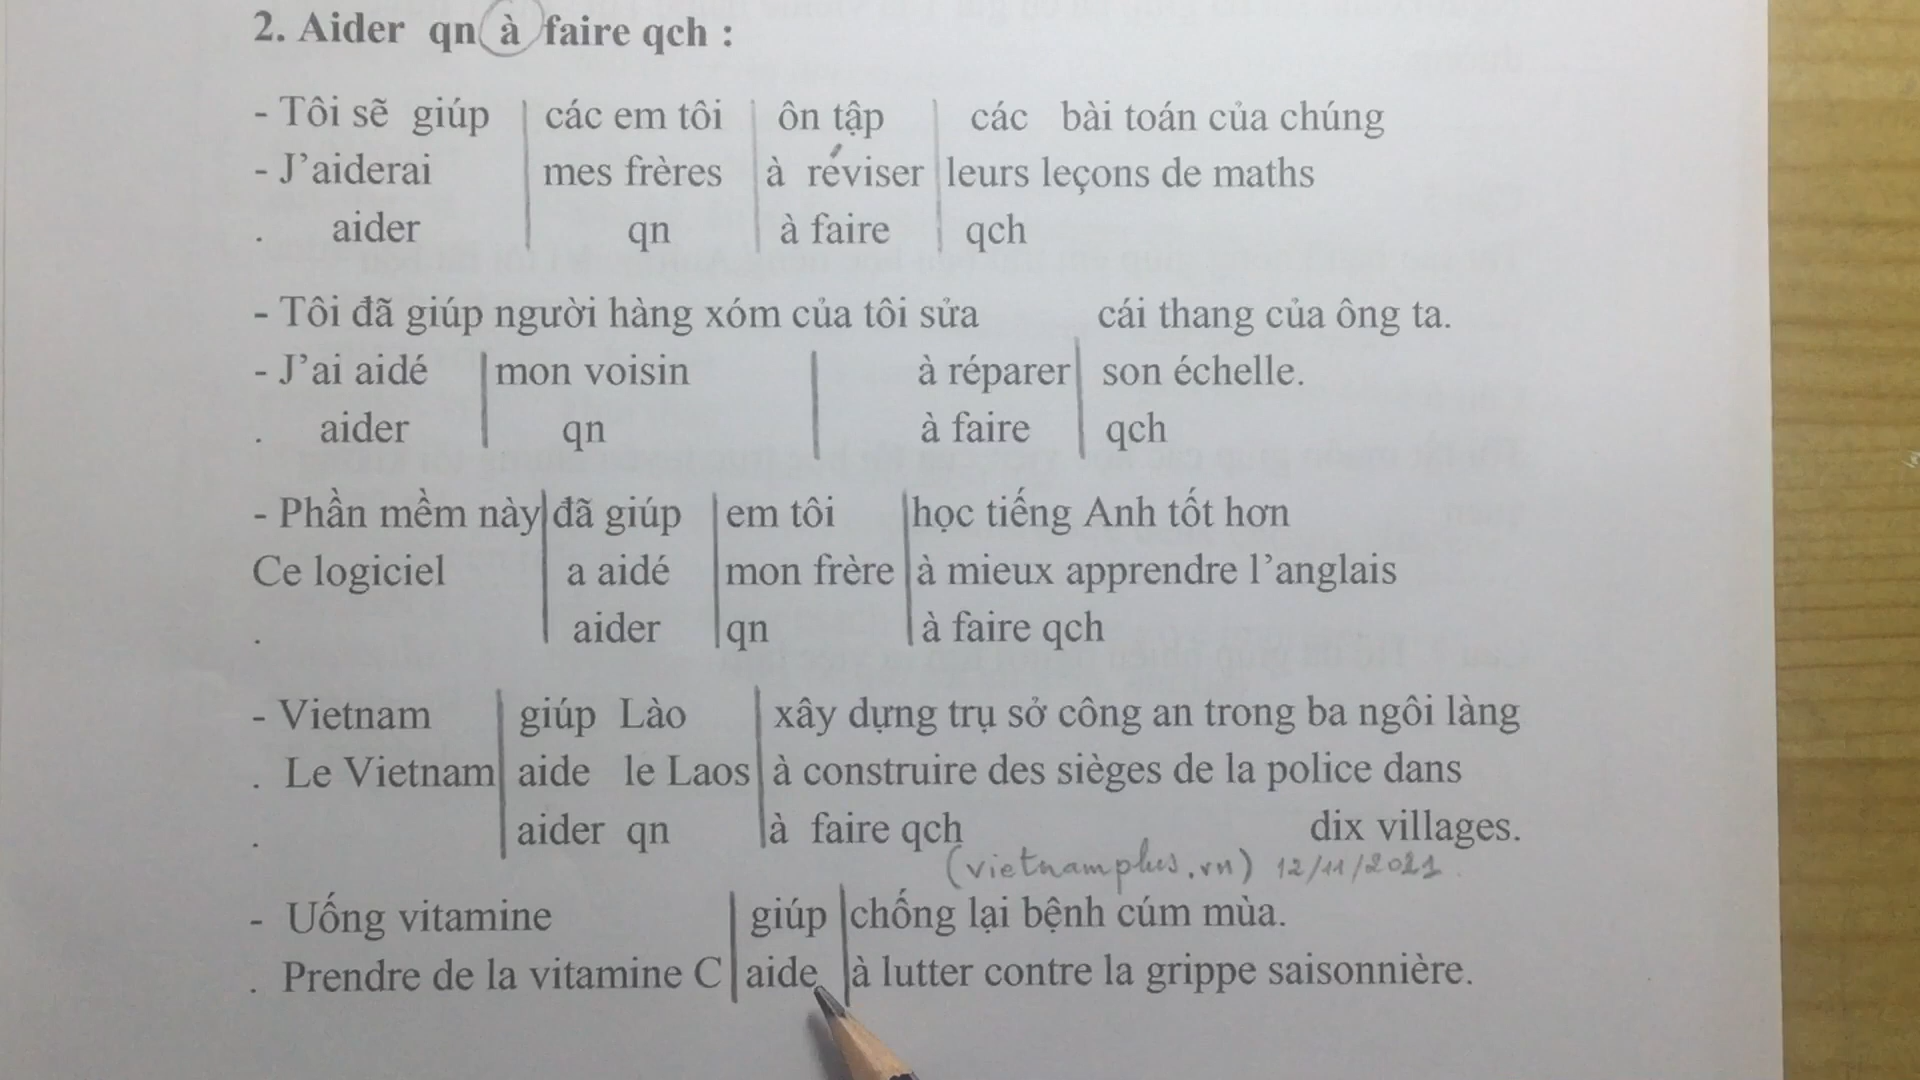 2. Aider qn à faire qch :
- Tôi sẽ giúp các em tôi ôn tập các bài toán của chúng
- J’aiderai mes frères à réviser leurs leçons de maths
. aider qn à faire qch
- Tôi đã giúp người hàng xóm của tôi sửa cái thang của ông ta.
- J’ai aidé mon voisin à réparer son échelle.
. aider qn à faire qch
- Phần mềm này đã giúp em tôi học tiếng Anh tốt hơn
Ce logiciel a aidé mon frère à mieux apprendre l’anglais
. aider qn à faire qch
- Vietnam giúp Lào xây dựng trụ sở công an trong ba ngôi làng
. Le Vietnam aide le Laos à construire des sièges de la police dans
. aider qn à faire qch dix villages.
(vietnamplus.vn) 12/11/2021
- Uống vitamine giúp chống lại bệnh cúm mùa.
. Prendre de la vitamine C aide à lutter contre la grippe saisonnière.